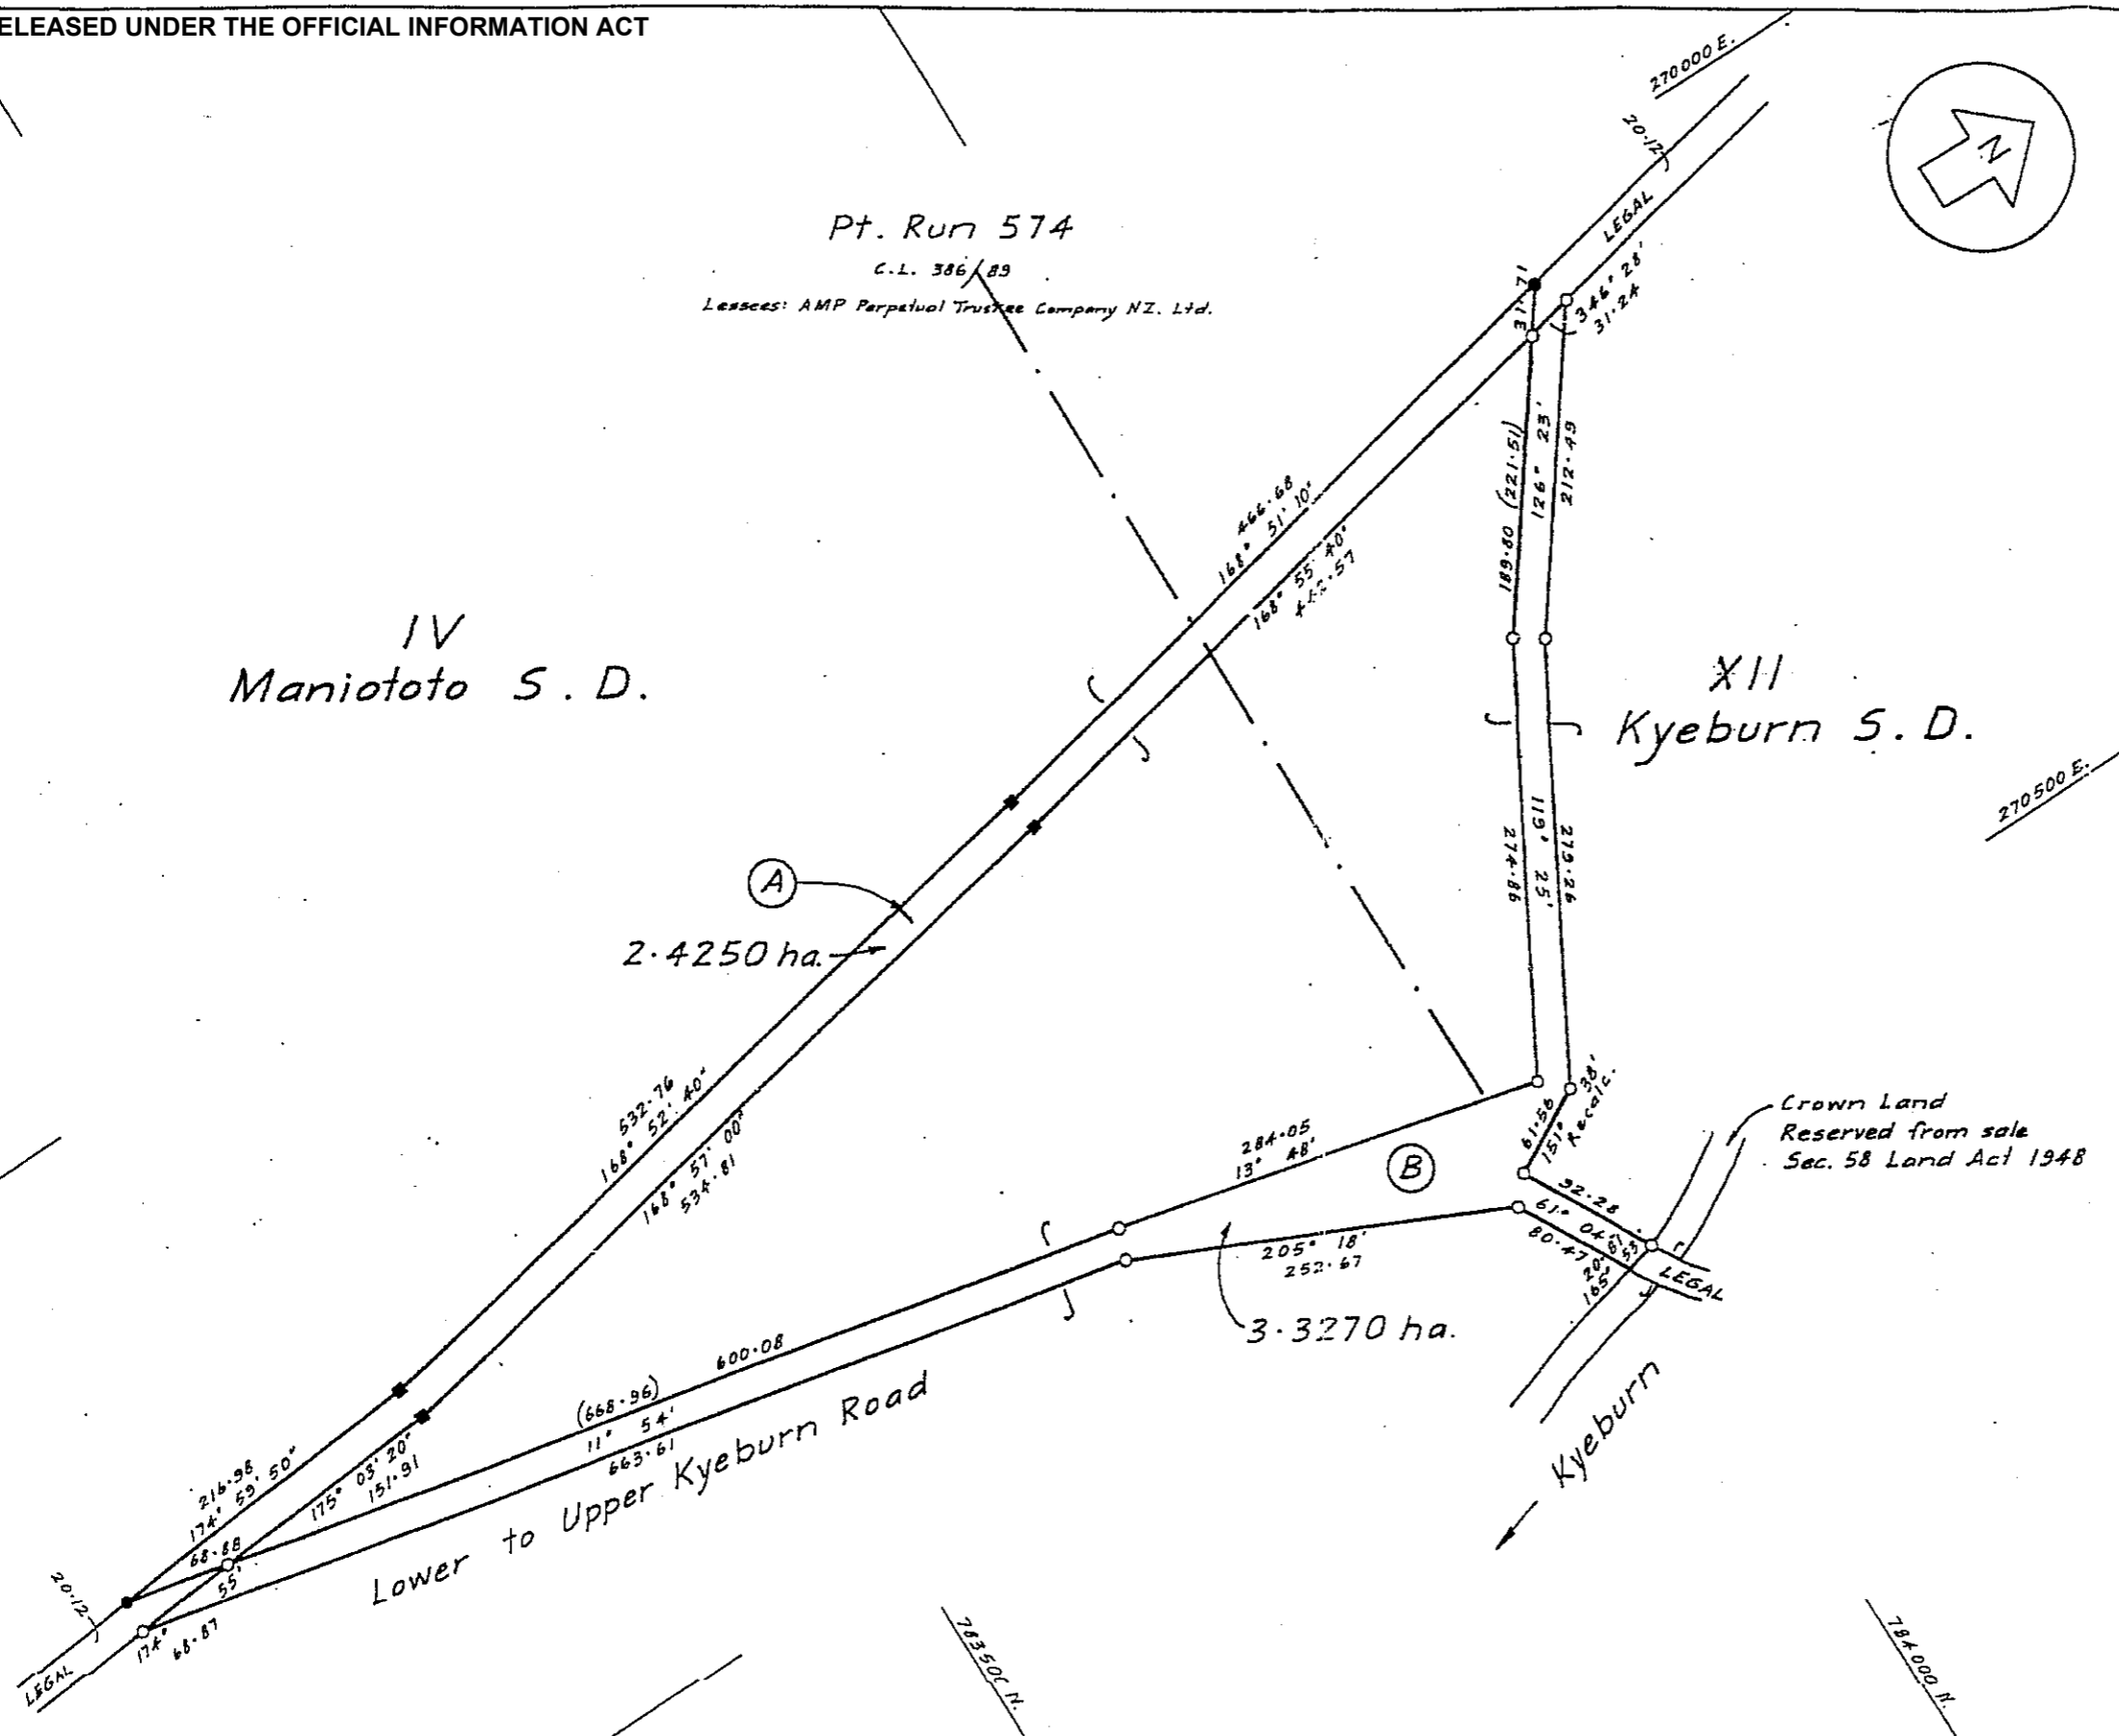 ELEASED UNDER THE OFFICIAL INFORMATION ACT
270000 E.
N
20·12
LEGAL
Pt. Run 574
C.L. 386/89
Lessees: AMP Perpetual Trustee Company NZ. Ltd.
31·71
346° 28'
31·24
189·80 (221·51)
126° 23'
212·49
466·68
168° 51' 10"
168° 55' 40"
IV
Maniototo S. D.
XII
Kyeburn S. D.
270500 E.
274·86
119° 25'
279·26
A
2·4250 ha.
532·76
168° 52' 40"
168° 57' 00"
534·81
61·56
151° 38'
Recalc.
Crown Land
Reserved from sale
Sec. 58 Land Act 1948
284·05
13° 48'
B
92·28
61° 04'
80·47
20·87
165° 53'
LEGAL
205° 18'
252·67
3·3270 ha.
600·08
(668·96)
11° 54'
663·61
Lower to Upper Kyeburn Road
Kyeburn
216·98
174° 59' 50"
175° 03' 20"
151·91
68·88
174° 55'
68·87
20·12
LEGAL
783500 N.
784000 N.